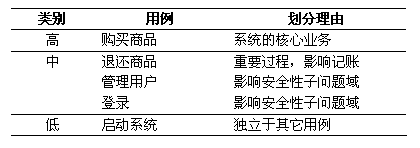 类别 用例 划分理由
高 购买商品 系统的核心业务
中 退还商品 重要过程，影响记账
管理用户 影响安全性子问题域
登录 影响安全性子问题域
低 启动系统 独立于其它用例